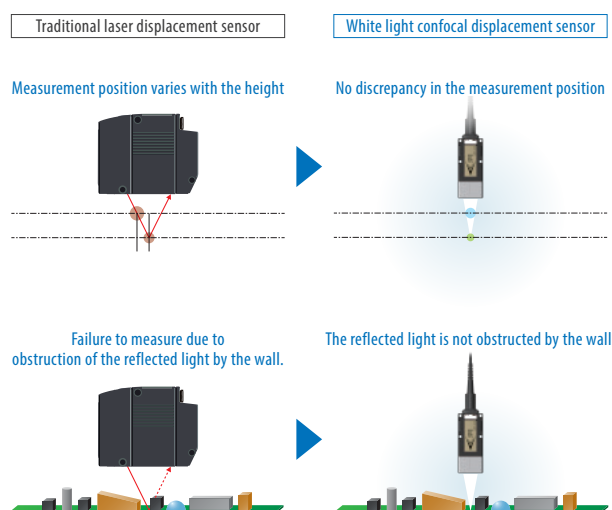 Traditional laser displacement sensor
White light confocal displacement sensor
Measurement position varies with the height
No discrepancy in the measurement position
Failure to measure due to
obstruction of the reflected light by the wall.
The reflected light is not obstructed by the wall